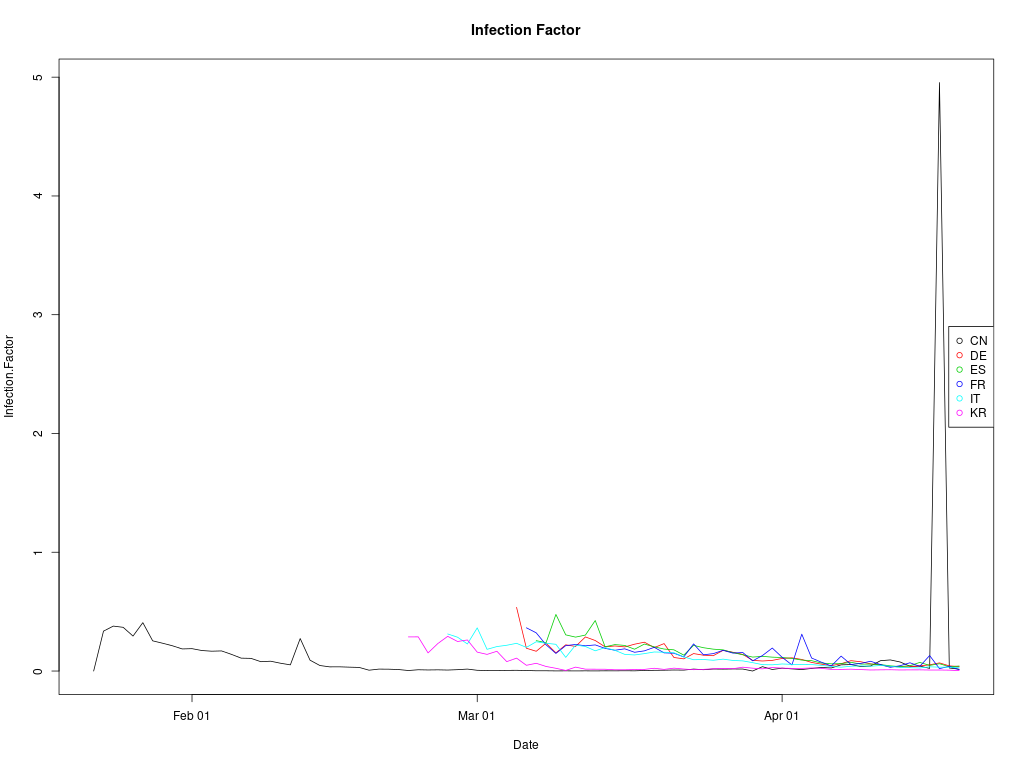 Infection Factor
5
4
3
2
1
0
Infection.Factor
CN
DE
ES
FR
IT
KR
Feb 01
Mar 01
Apr 01
Date